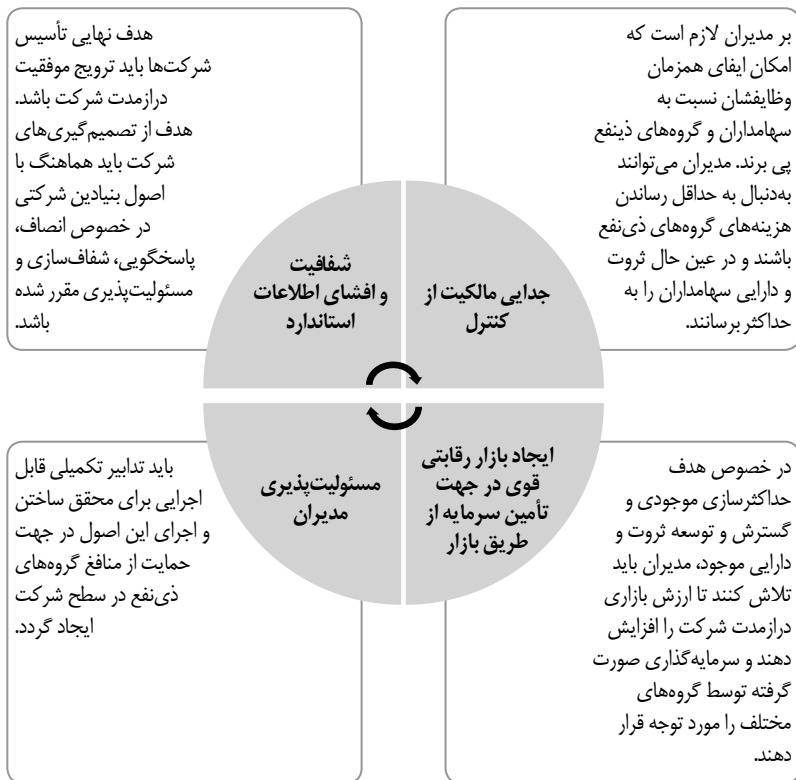 بر مدیران لازم است که
امکان ایفای همزمان
وظایفشان نسبت به
سهامداران و گروه‌های ذینفع
پی برند. مدیران می‌توانند
به‌دنبال به حداقل رساندن
هزینه‌های گروه‌های ذی‌نفع
باشند و در عین حال ثروت
و دارایی سهامداران را به
حداکثر برسانند.
هدف نهایی تأسیس
شرکت‌ها باید ترویج موفقیت
درازمدت شرکت باشد.
هدف از تصمیم‌گیری‌های
شرکت باید هماهنگ با
اصول بنیادین شرکتی
در خصوص انصاف،
پاسخگویی، شفاف‌سازی و
مسئولیت‌پذیری مقرر شده
باشد.
جدایی مالکیت از
کنترل
شفافیت
و افشای اطلاعات
استاندارد
ایجاد بازار رقابتی
قوی در جهت
تأمین سرمایه از
طریق بازار
مسئولیت‌پذیری
مدیران
در خصوص هدف
حداکثرسازی موجودی و
گسترش و توسعه ثروت و
دارایی موجود، مدیران باید
تلاش کنند تا ارزش بازاری
درازمدت شرکت را افزایش
دهند و سرمایه‌گذاری صورت
گرفته توسط گروه‌های
مختلف را مورد توجه قرار
دهند.
باید تدابیر تکمیلی قابل
اجرایی برای محقق ساختن
و اجرای این اصول در جهت
حمایت از منافع گروه‌های
ذی‌نفع در سطح شرکت
ایجاد گردد.